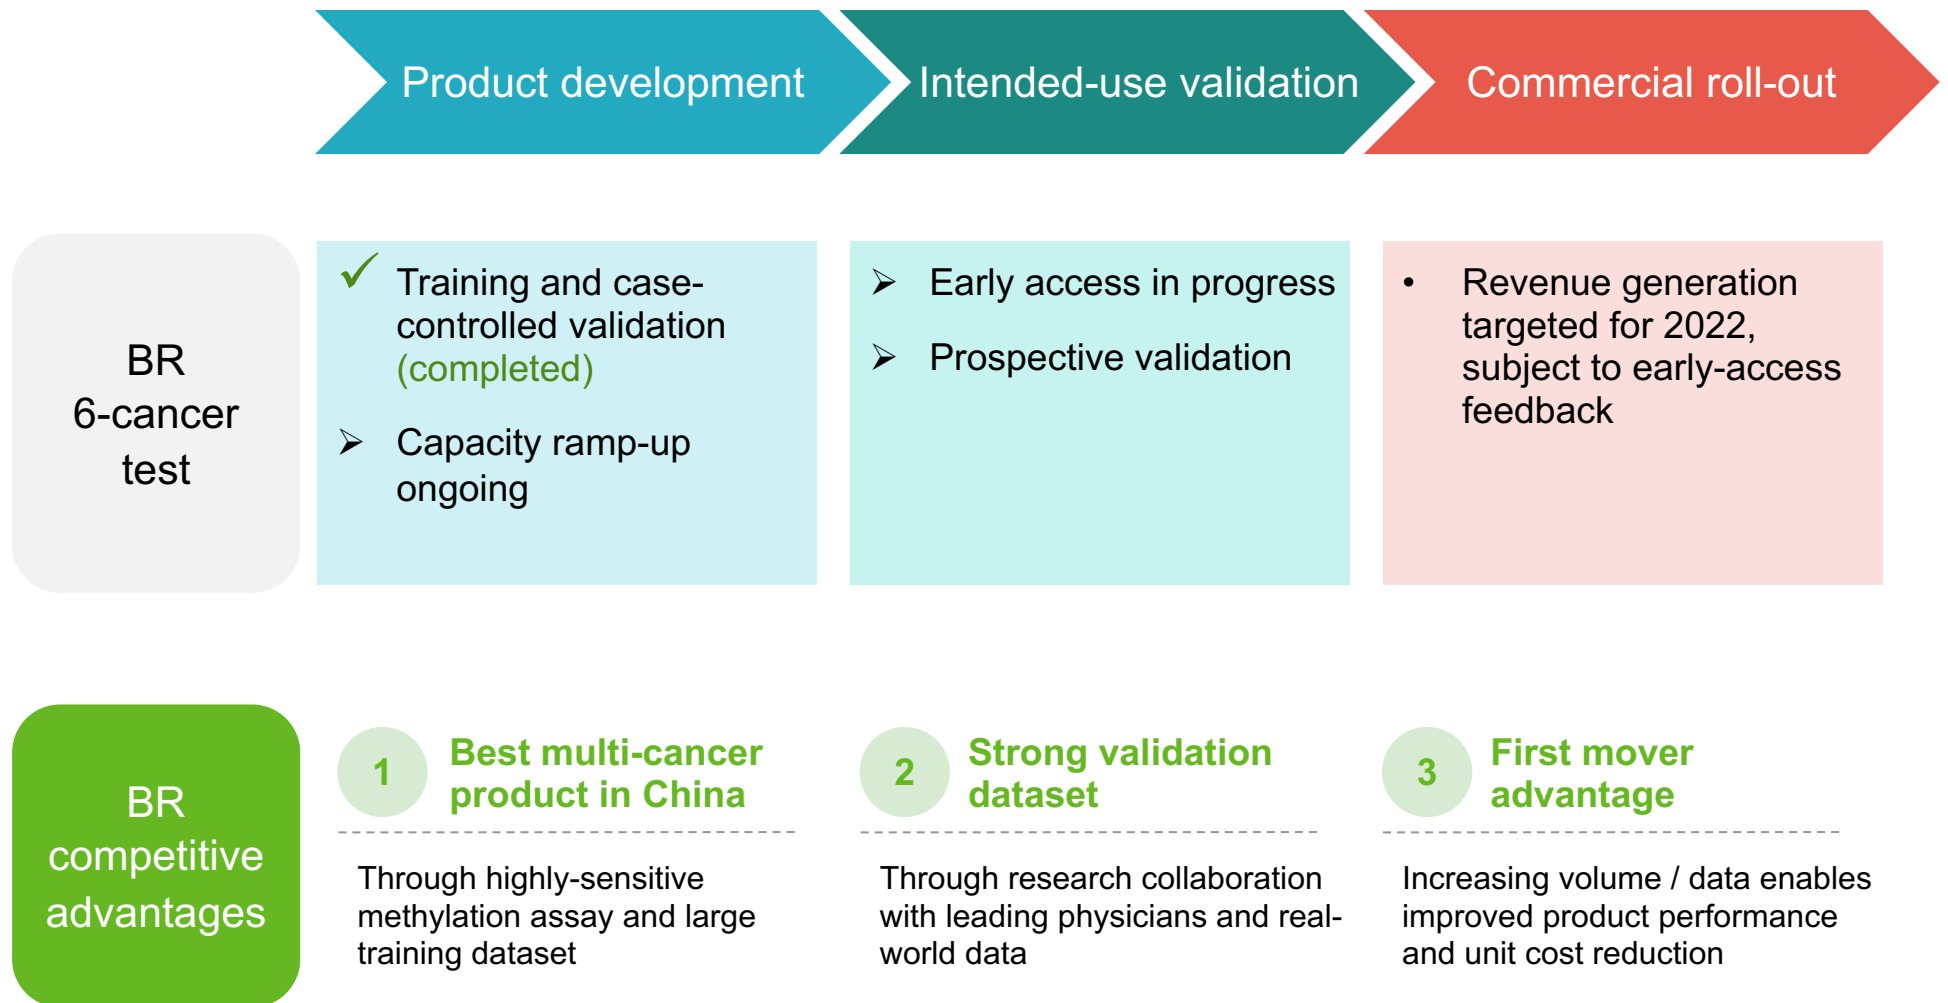 Product development
Intended-use validation
Commercial roll-out
BR
6-cancer
test
✓ Training and case-
controlled validation
(completed)
➢ Capacity ramp-up
ongoing
➢ Early access in progress
➢ Prospective validation
• Revenue generation
targeted for 2022,
subject to early-access
feedback
BR
competitive
advantages
1
Best multi-cancer
product in China
Through highly-sensitive
methylation assay and large
training dataset
2
Strong validation
dataset
Through research collaboration
with leading physicians and real-
world data
3
First mover
advantage
Increasing volume / data enables
improved product performance
and unit cost reduction